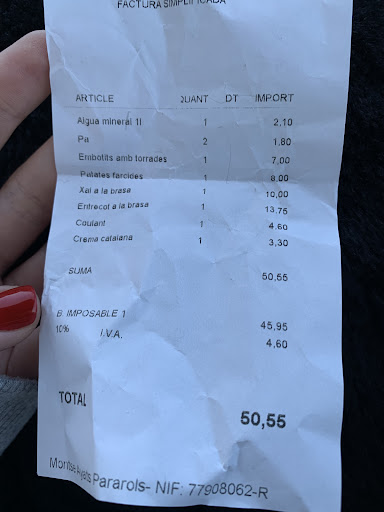 FACTURA SIMPLIFICADA
ARTICLE QUANT DT IMPORT
Aigua mineral 1l 1 2,10
Pa 2 1,80
Embotits amb torrades 1 7,00
Patates farcides 1 8,00
Xai a la brasa 1 10,00
Entrecot a la brasa 1 13,75
Coulant 1 4,60
Crema catalana 1 3,30
SUMA 50,55
B. IMPOSABLE 1 45,95
10% I.V.A. 4,60
TOTAL 50,55
Pararols- NIF: 77908062-R